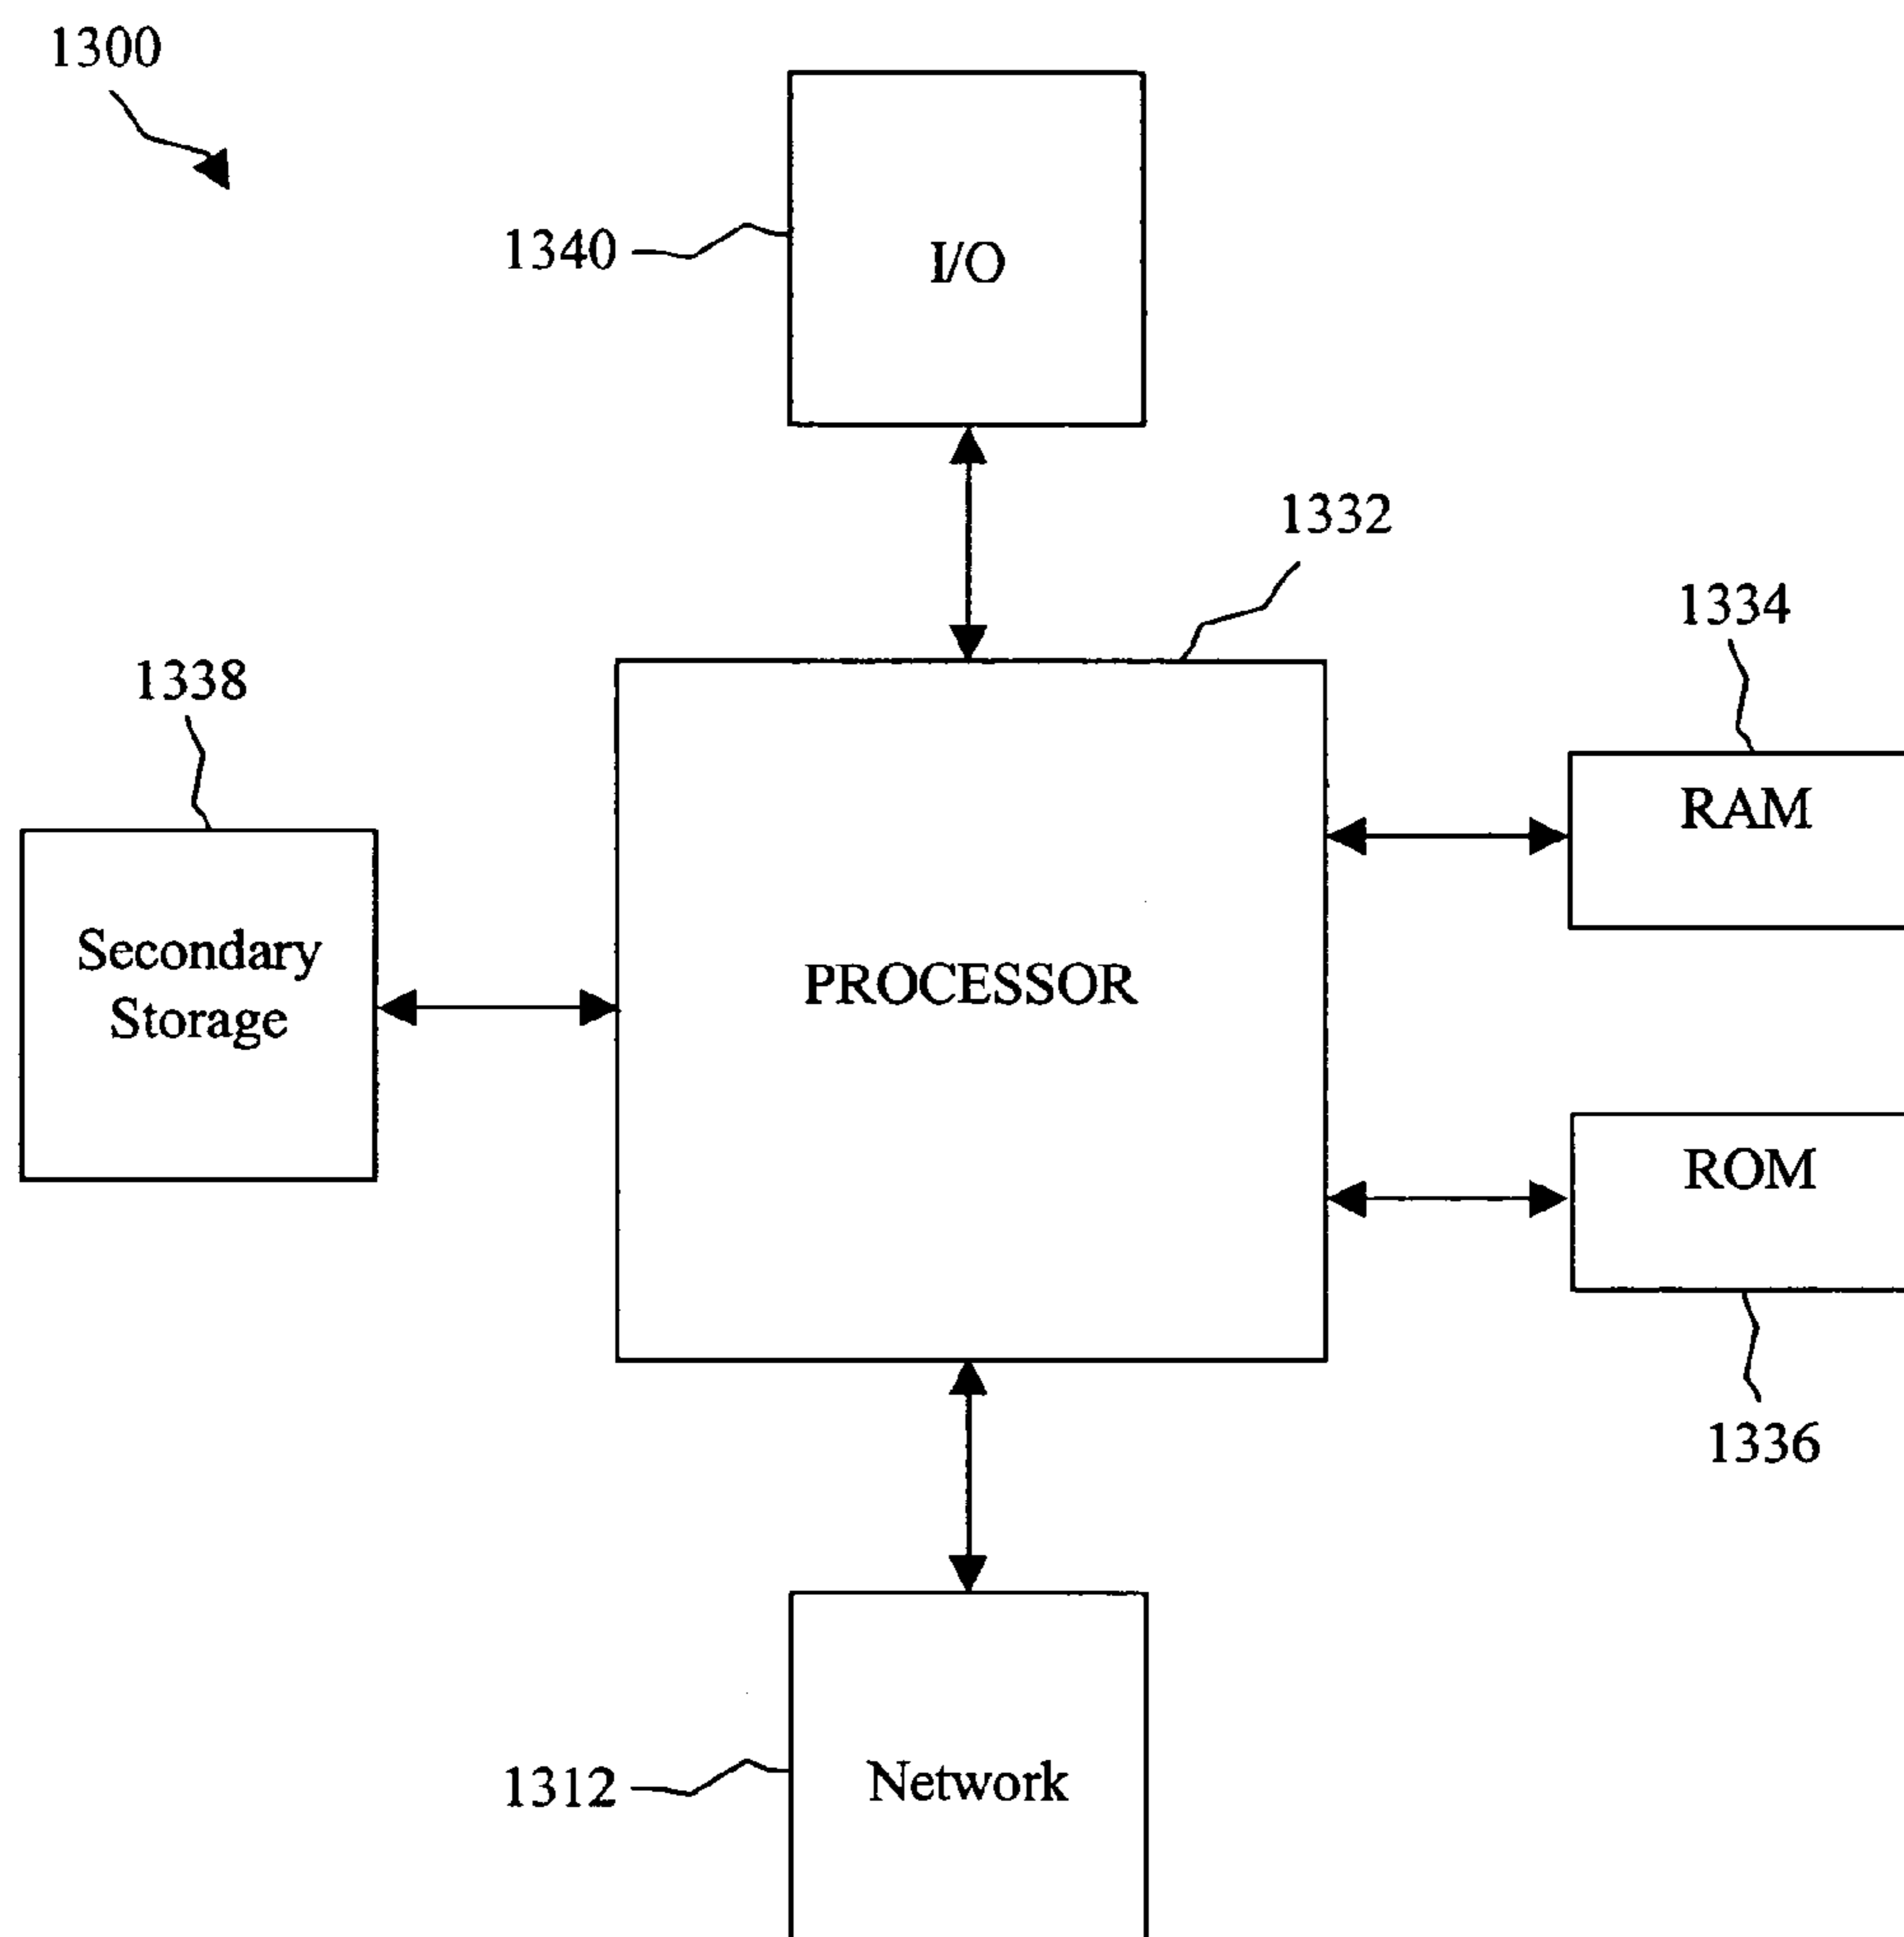 1300
1340
I/O
1332
1334
1338
RAM
Secondary
Storage
PROCESSOR
ROM
1336
1312
Network